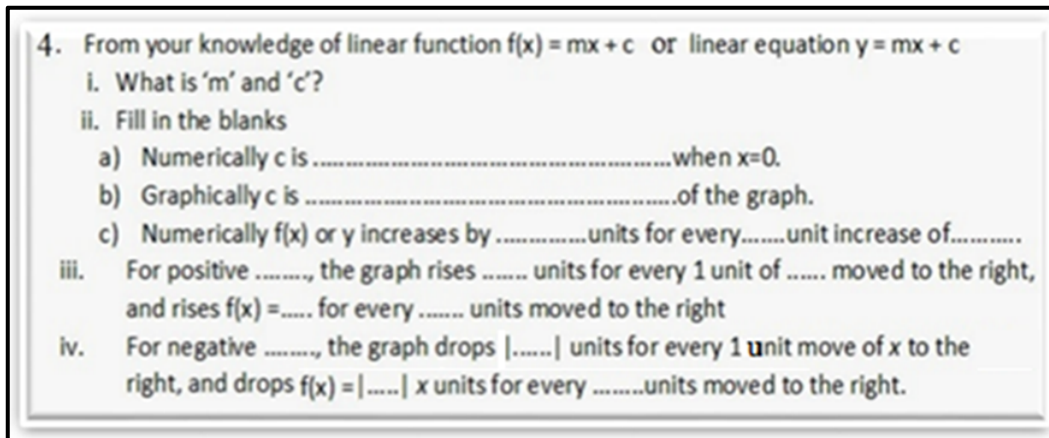 4. From your knowledge of linear function f(x) = mx + c or linear equation y = mx + c
i. What is ‘m’ and ‘c’?
ii. Fill in the blanks
a) Numerically c is ..................................................when x=0.
b) Graphically c is ....................................................of the graph.
c) Numerically f(x) or y increases by .............units for every.......unit increase of...........
iii. For positive ........, the graph rises ....... units for every 1 unit of ...... moved to the right,
and rises f(x) =..... for every ....... units moved to the right
iv. For negative ........, the graph drops |......| units for every 1 unit move of x to the
right, and drops f(x) =|.....| x units for every ........units moved to the right.